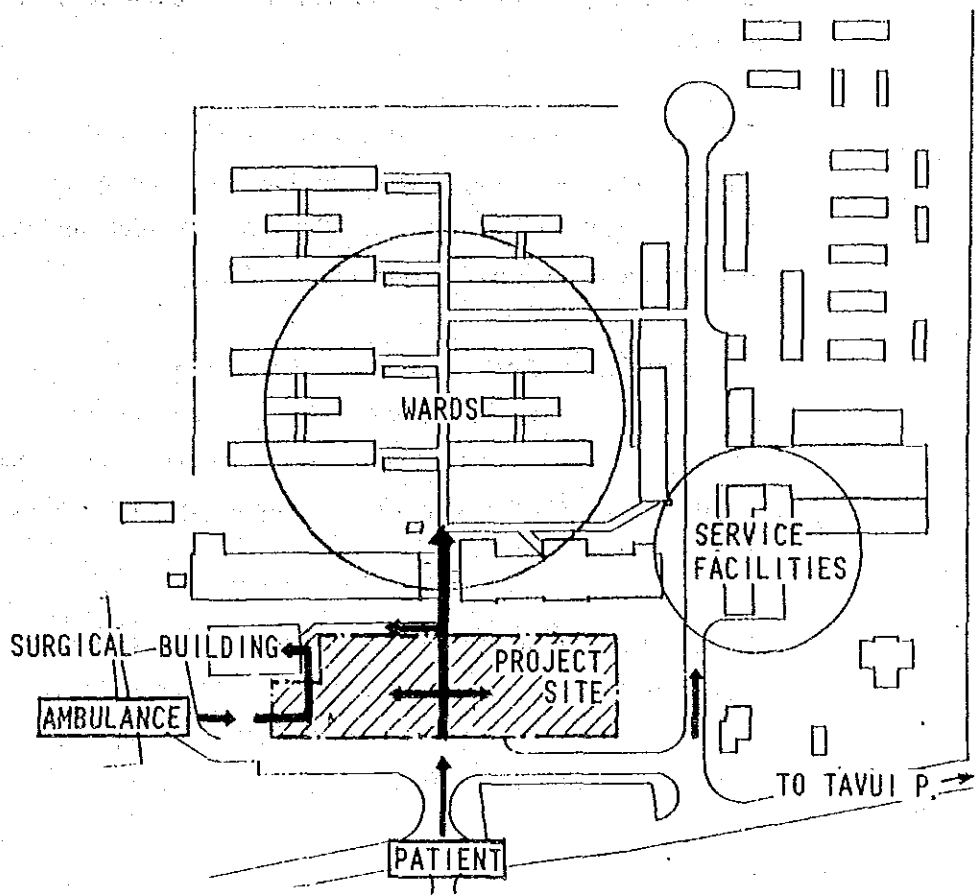 WARDS
SERVICE
FACILITIES
SURGICAL BUILDING
PROJECT
SITE
AMBULANCE
TO TAVUI P.
PATIENT